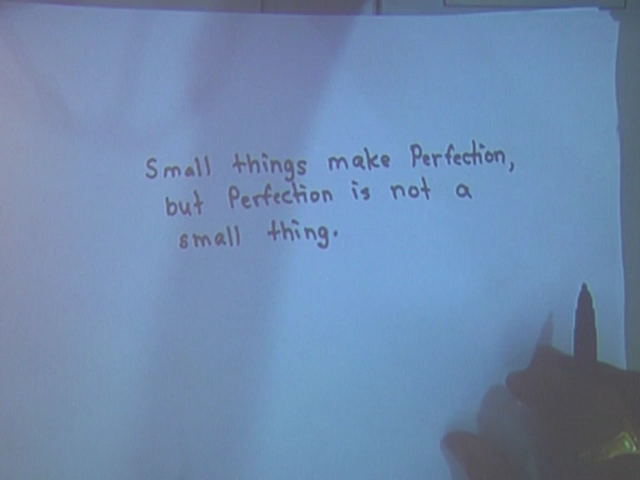 Small things make Perfection,
but Perfection is not a
small thing.